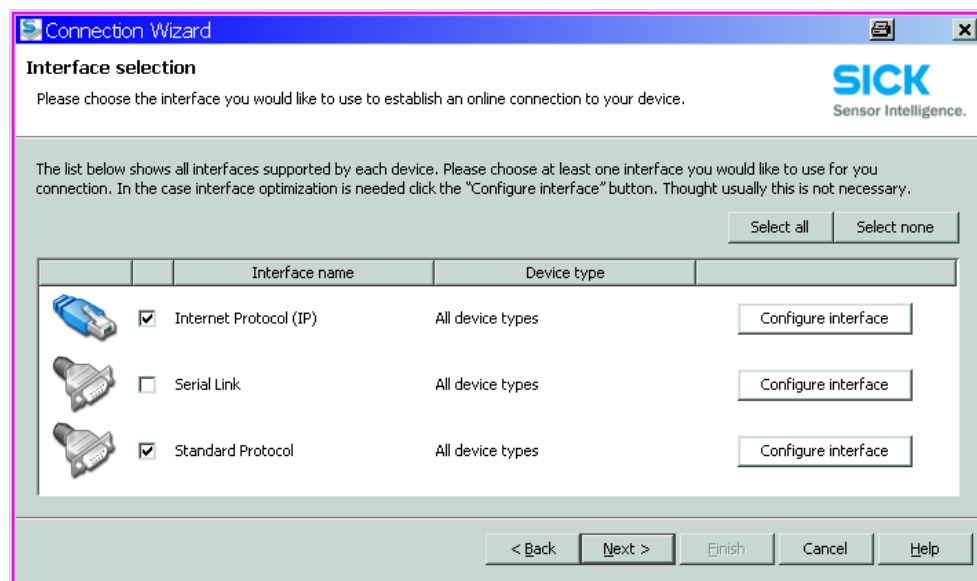 Connection Wizard
Interface selection
Please choose the interface you would like to use to establish an online connection to your device.
SICK
Sensor Intelligence.
The list below shows all interfaces supported by each device. Please choose at least one interface you would like to use for you
connection. In the case interface optimization is needed click the "Configure interface" button. Thought usually this is not necessary.
Select all Select none
Interface name Device type
Internet Protocol (IP) All device types Configure interface
Serial Link All device types Configure interface
Standard Protocol All device types Configure interface
< Back Next > Finish Cancel Help